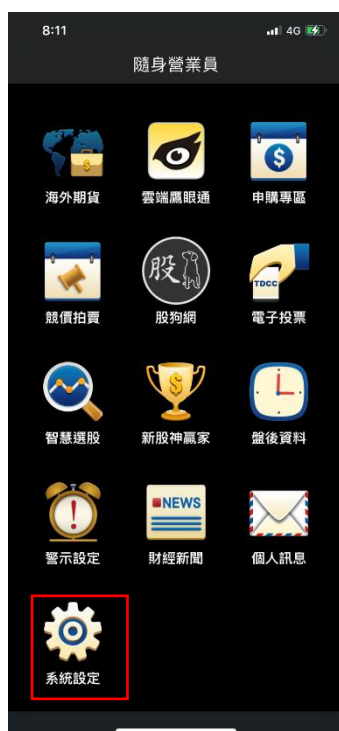 8:11
4G
隨身營業員
$
$
海外期貨
雲端鷹眼通
申購專區
股
TDCC
競價拍賣
股狗網
電子投票
S
智慧選股
新股神贏家
盤後資料
!
NEWS
警示設定
財經新聞
個人訊息
系統設定